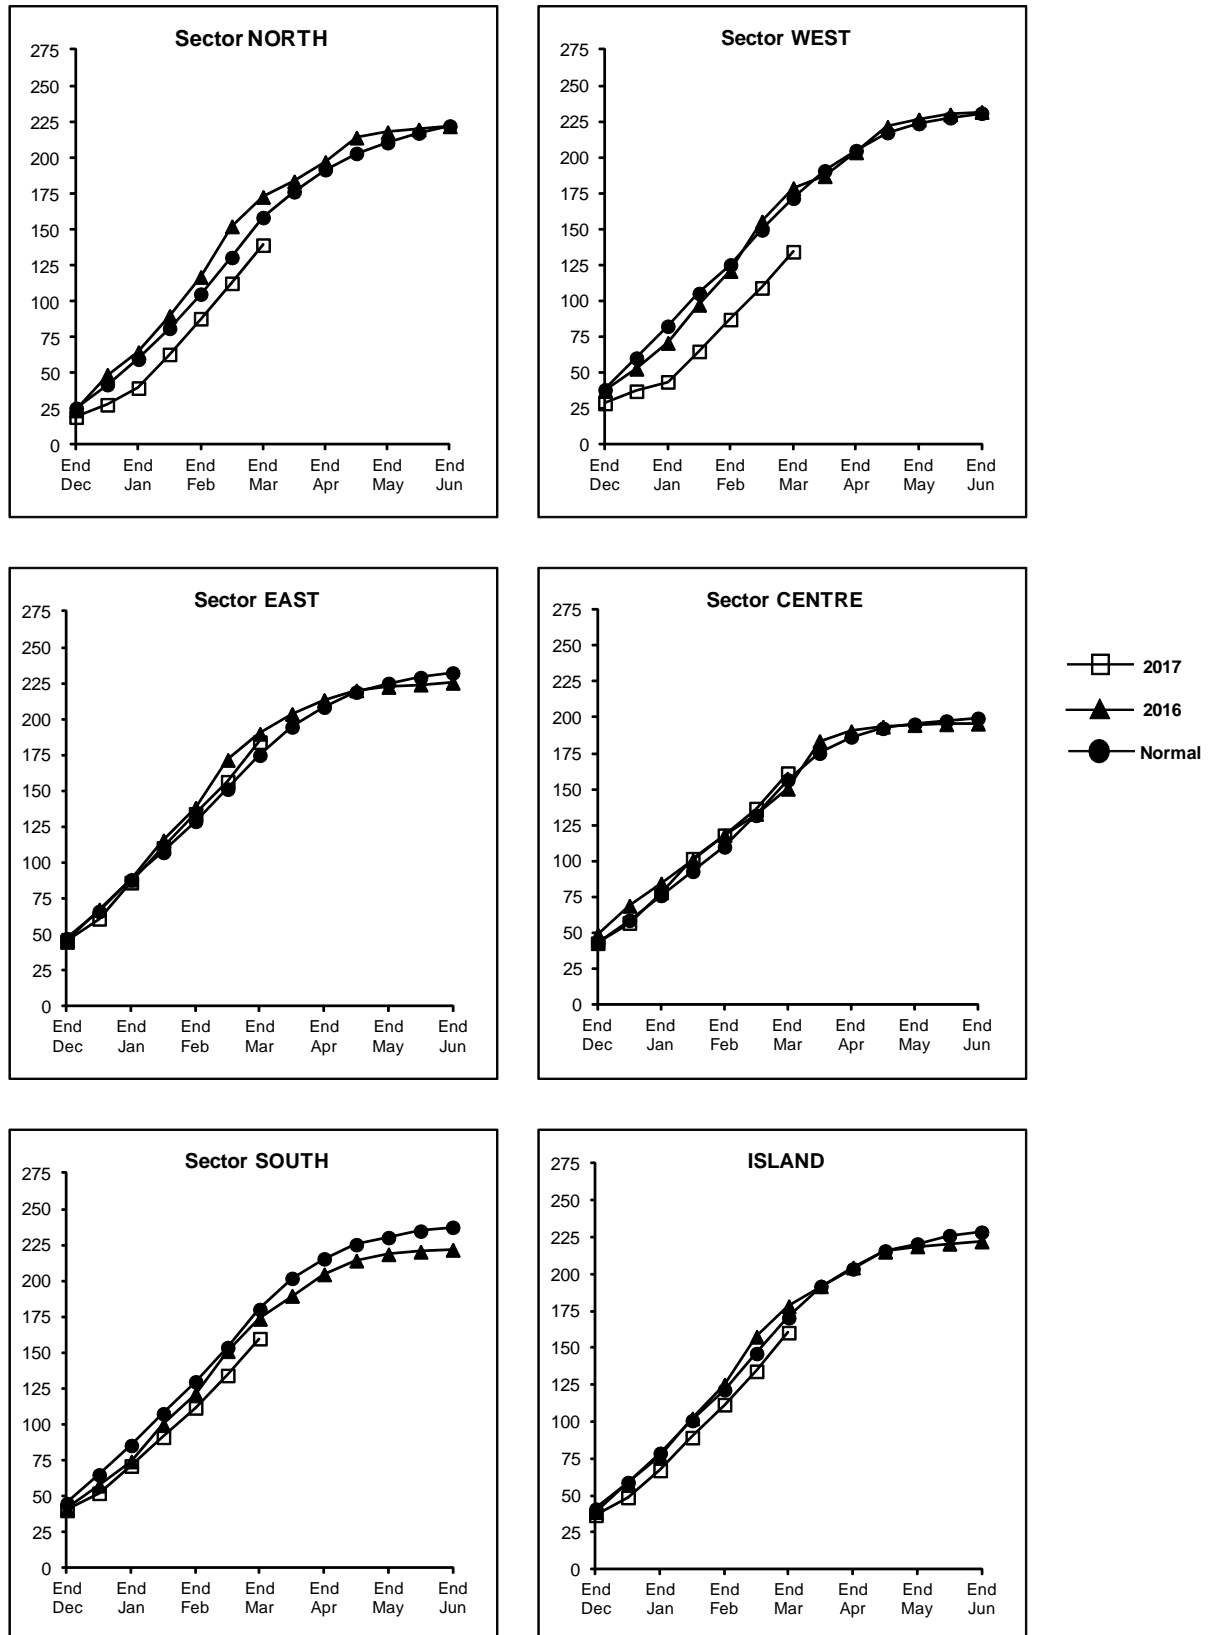 Sector NORTH
275
250
225
200
175
150
125
100
75
50
25
0
End Dec
End Jan
End Feb
End Mar
End Apr
End May
End Jun
Sector WEST
275
250
225
200
175
150
125
100
75
50
25
0
End Dec
End Jan
End Feb
End Mar
End Apr
End May
End Jun
Sector EAST
275
250
225
200
175
150
125
100
75
50
25
0
End Dec
End Jan
End Feb
End Mar
End Apr
End May
End Jun
Sector CENTRE
275
250
225
200
175
150
125
100
75
50
25
0
End Dec
End Jan
End Feb
End Mar
End Apr
End May
End Jun
2017
2016
Normal
Sector SOUTH
275
250
225
200
175
150
125
100
75
50
25
0
End Dec
End Jan
End Feb
End Mar
End Apr
End May
End Jun
ISLAND
275
250
225
200
175
150
125
100
75
50
25
0
End Dec
End Jan
End Feb
End Mar
End Apr
End May
End Jun